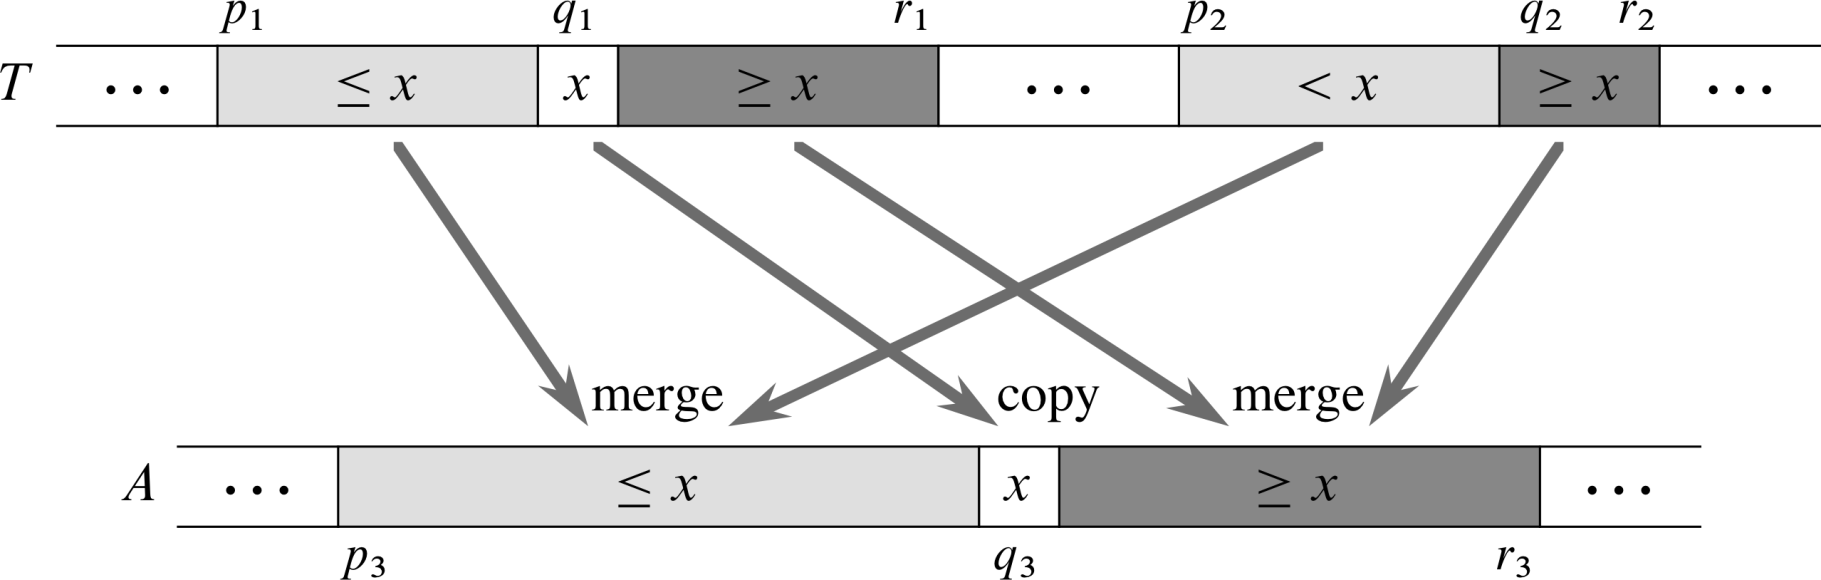 p₁ q₁ r₁ p₂ q₂ r₂
T ... ≤ x x ≥ x ... < x ≥ x ...
merge copy merge
A ... ≤ x x ≥ x ...
p₃ q₃ r₃